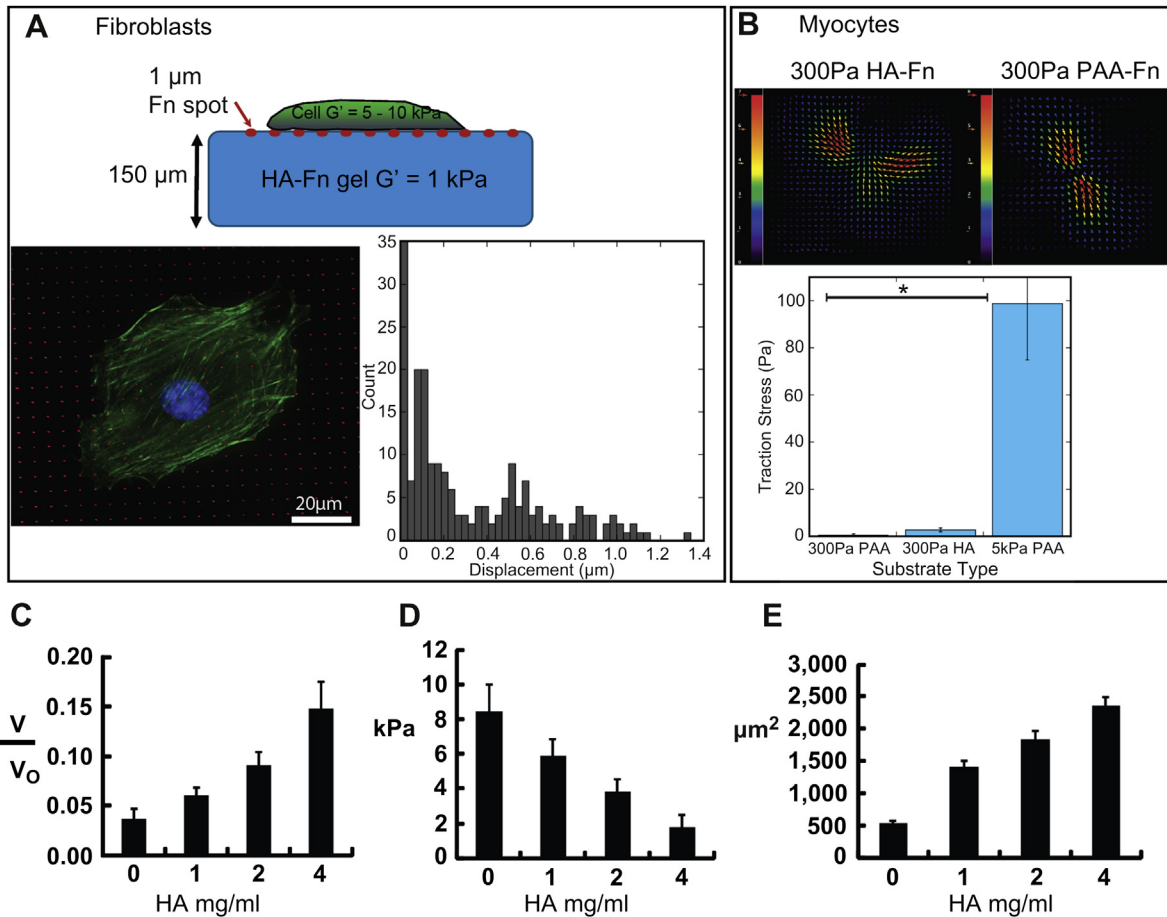 A Fibroblasts
1 µm
Fn spot
Cell G' = 5 - 10 kPa
150 µm
HA-Fn gel G' = 1 kPa
20µm
35
30
25
20
15
10
5
0
Count
0 0.2 0.4 0.6 0.8 1.0 1.2 1.4
Displacement (µm)
B Myocytes
300Pa HA-Fn 300Pa PAA-Fn
*
100
80
60
40
20
0
Traction Stress (Pa)
300Pa PAA 300Pa HA 5kPa PAA
Substrate Type
C
V
Vo
0.20
0.15
0.10
0.05
0.00
0 1 2 4
HA mg/ml
D
kPa
12
10
8
6
4
2
0
0 1 2 4
HA mg/ml
E
µm²
3,000
2,500
2,000
1,500
1,000
500
0
0 1 2 4
HA mg/ml